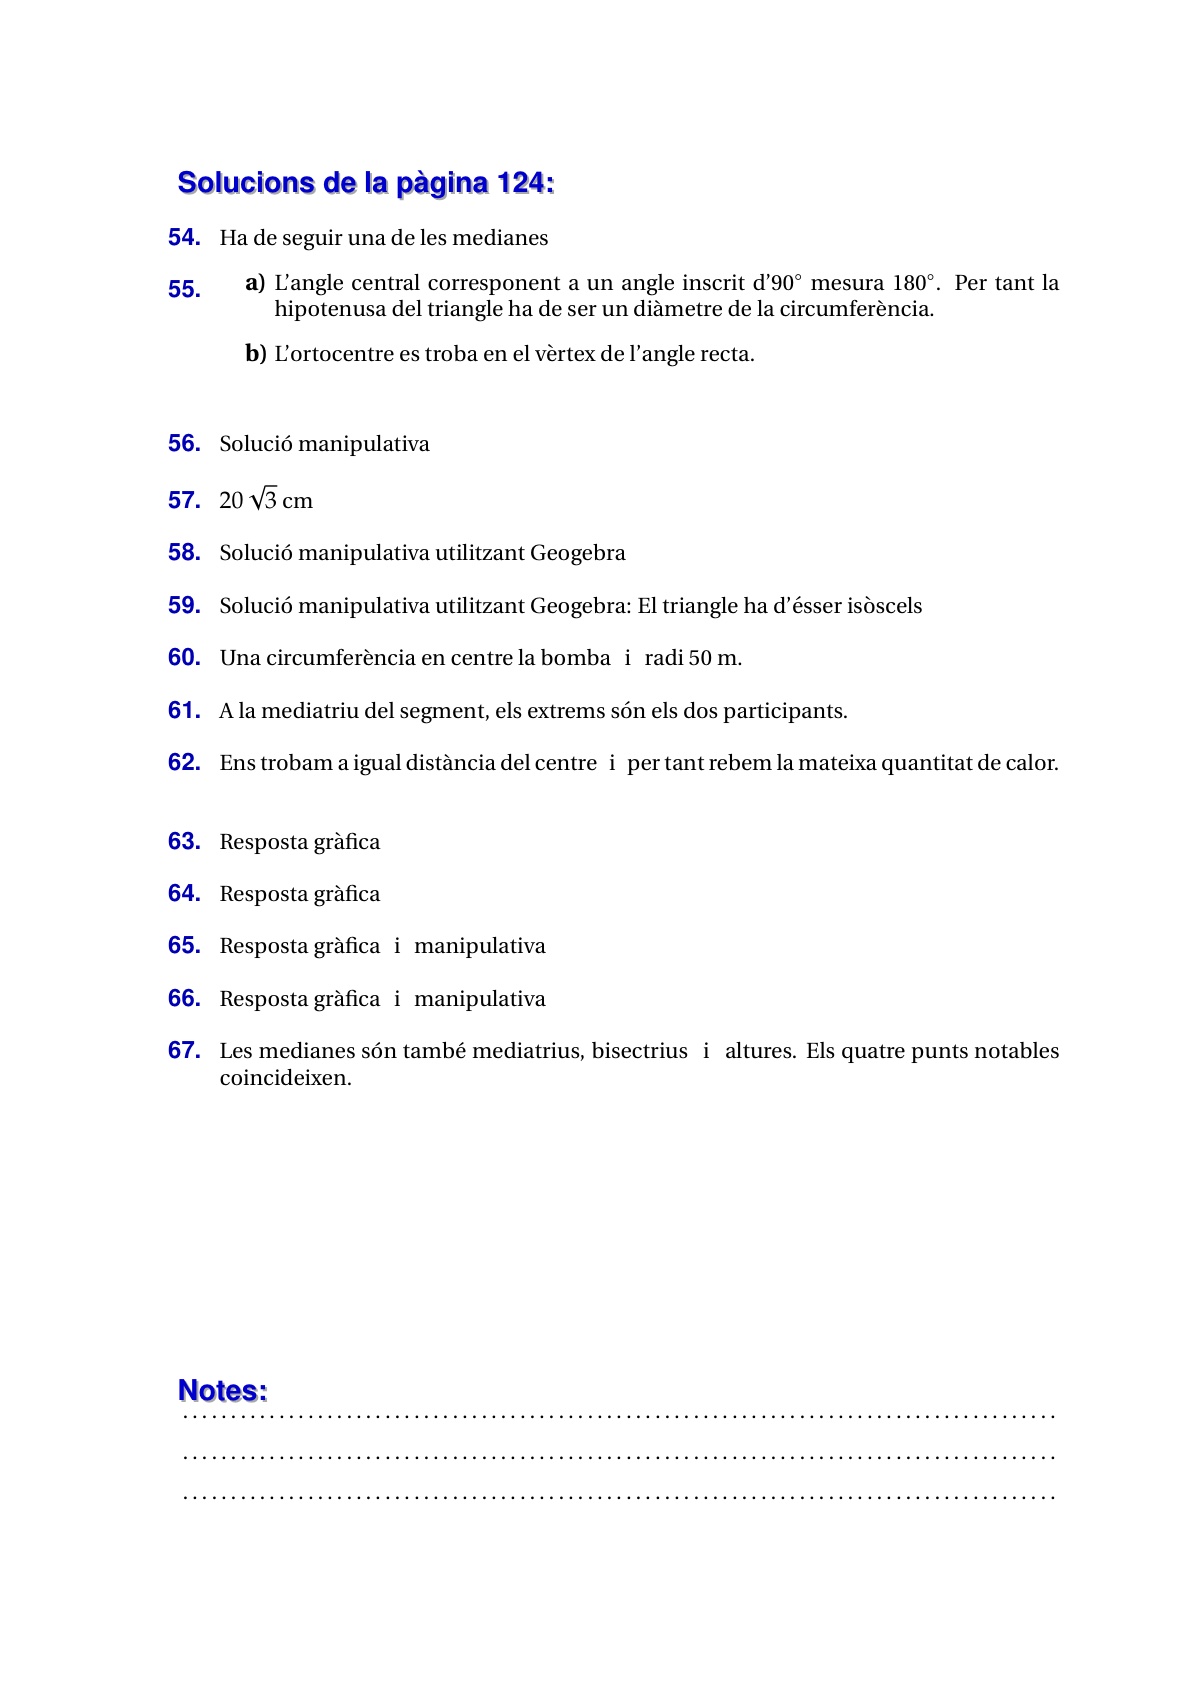 Solucions de la pàgina 124:
54. Ha de seguir una de les medianes
55. a) L'angle central corresponent a un angle inscrit d'90° mesura 180°. Per tant la
hipotenusa del triangle ha de ser un diàmetre de la circumferència.
b) L'ortocentre es troba en el vèrtex de l'angle recta.
56. Solució manipulativa
57. 20 √3 cm
58. Solució manipulativa utilitzant Geogebra
59. Solució manipulativa utilitzant Geogebra: El triangle ha d'ésser isòscels
60. Una circumferència en centre la bomba i radi 50 m.
61. A la mediatriu del segment, els extrems són els dos participants.
62. Ens trobam a igual distància del centre i per tant rebem la mateixa quantitat de calor.
63. Resposta gràfica
64. Resposta gràfica
65. Resposta gràfica i manipulativa
66. Resposta gràfica i manipulativa
67. Les medianes són també mediatrius, bisectrius i altures. Els quatre punts notables
coincideixen.
Notes: